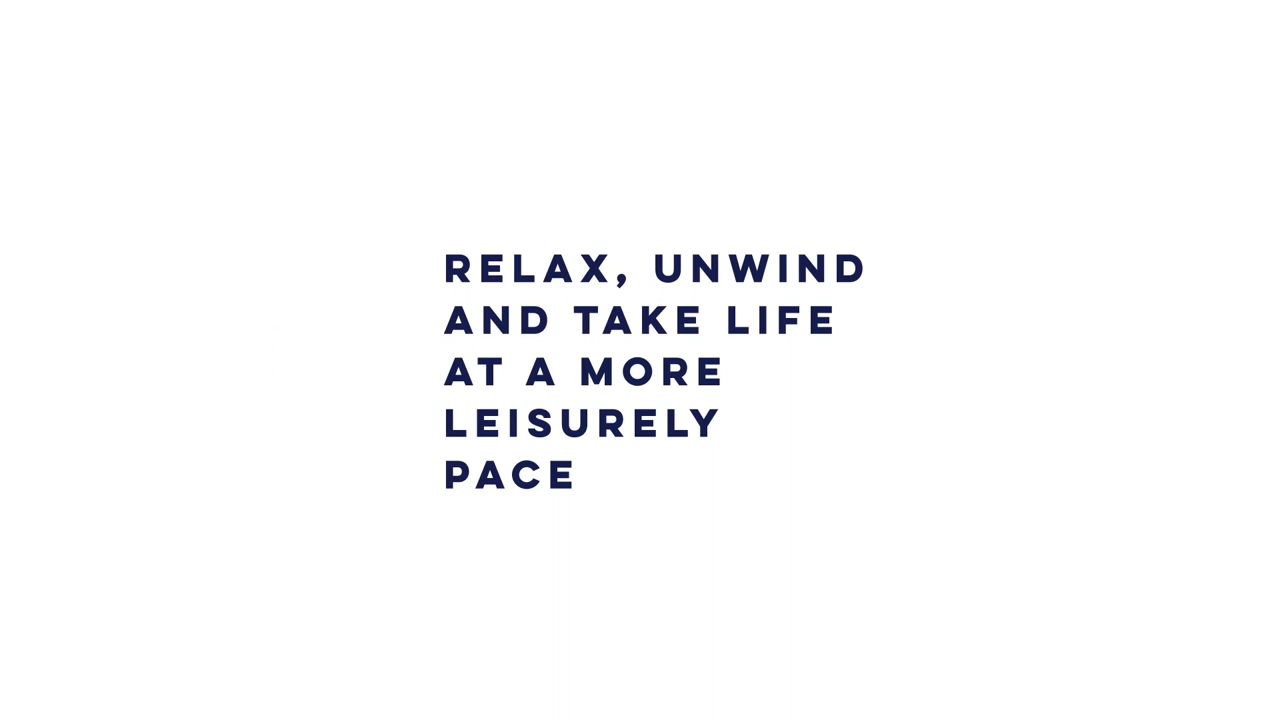 RELAX, UNWIND
AND TAKE LIFE
AT A MORE
LEISURELY
PACE